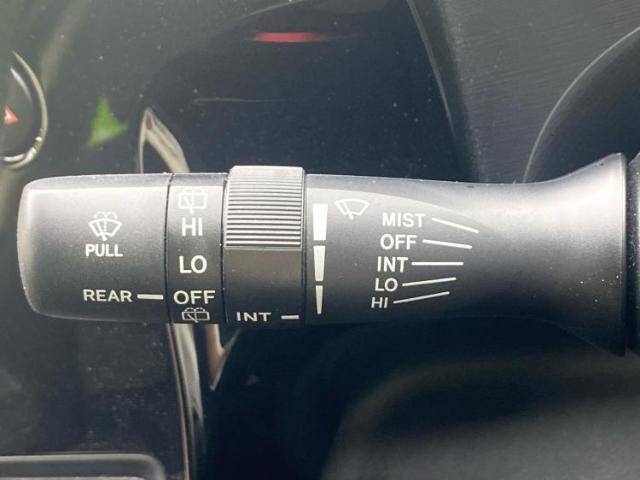 PULL
REAR
HI
LO
OFF
INT
MIST
OFF
INT
LO
HI